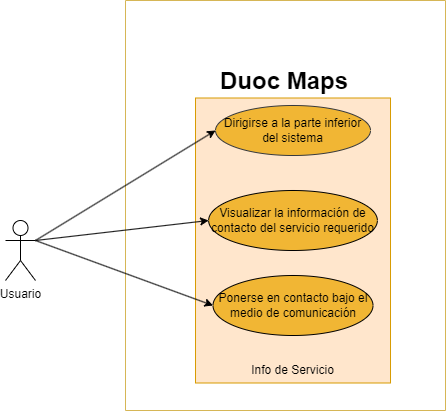 Duoc Maps
Dirigirse a la parte inferior
del sistema
Visualizar la información de
contacto del servicio requerido
Usuario
Ponerse en contacto bajo el
medio de comunicación
Info de Servicio